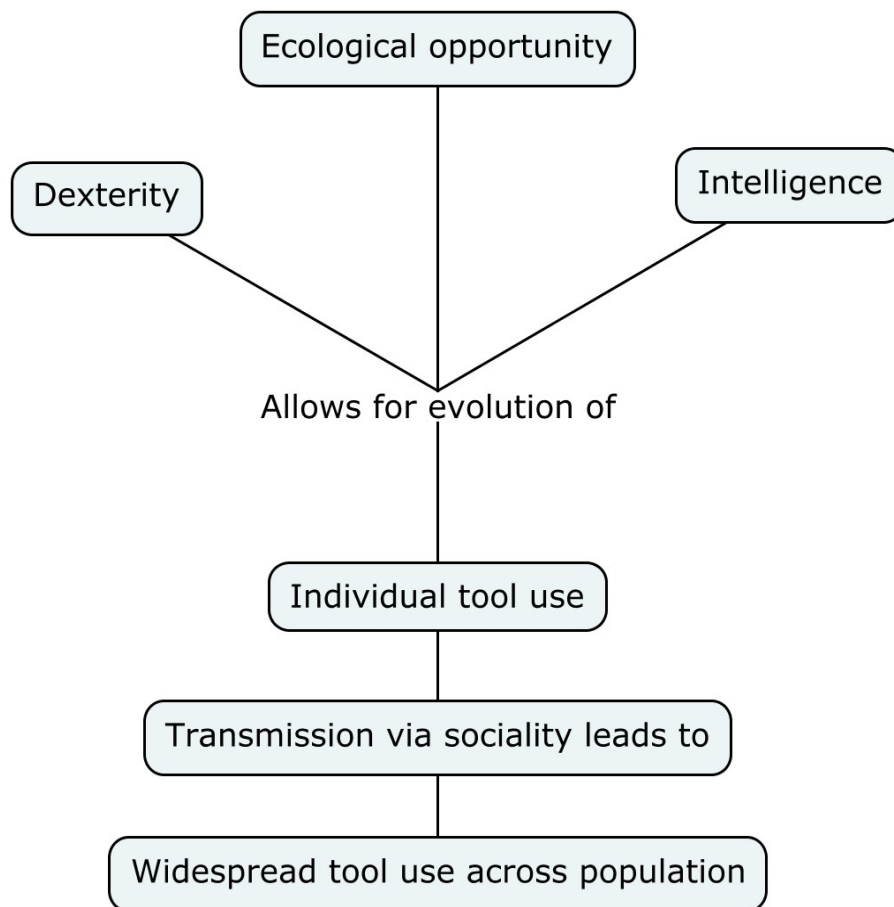 Ecological opportunity
Dexterity
Intelligence
Allows for evolution of
Individual tool use
Transmission via sociality leads to
Widespread tool use across population